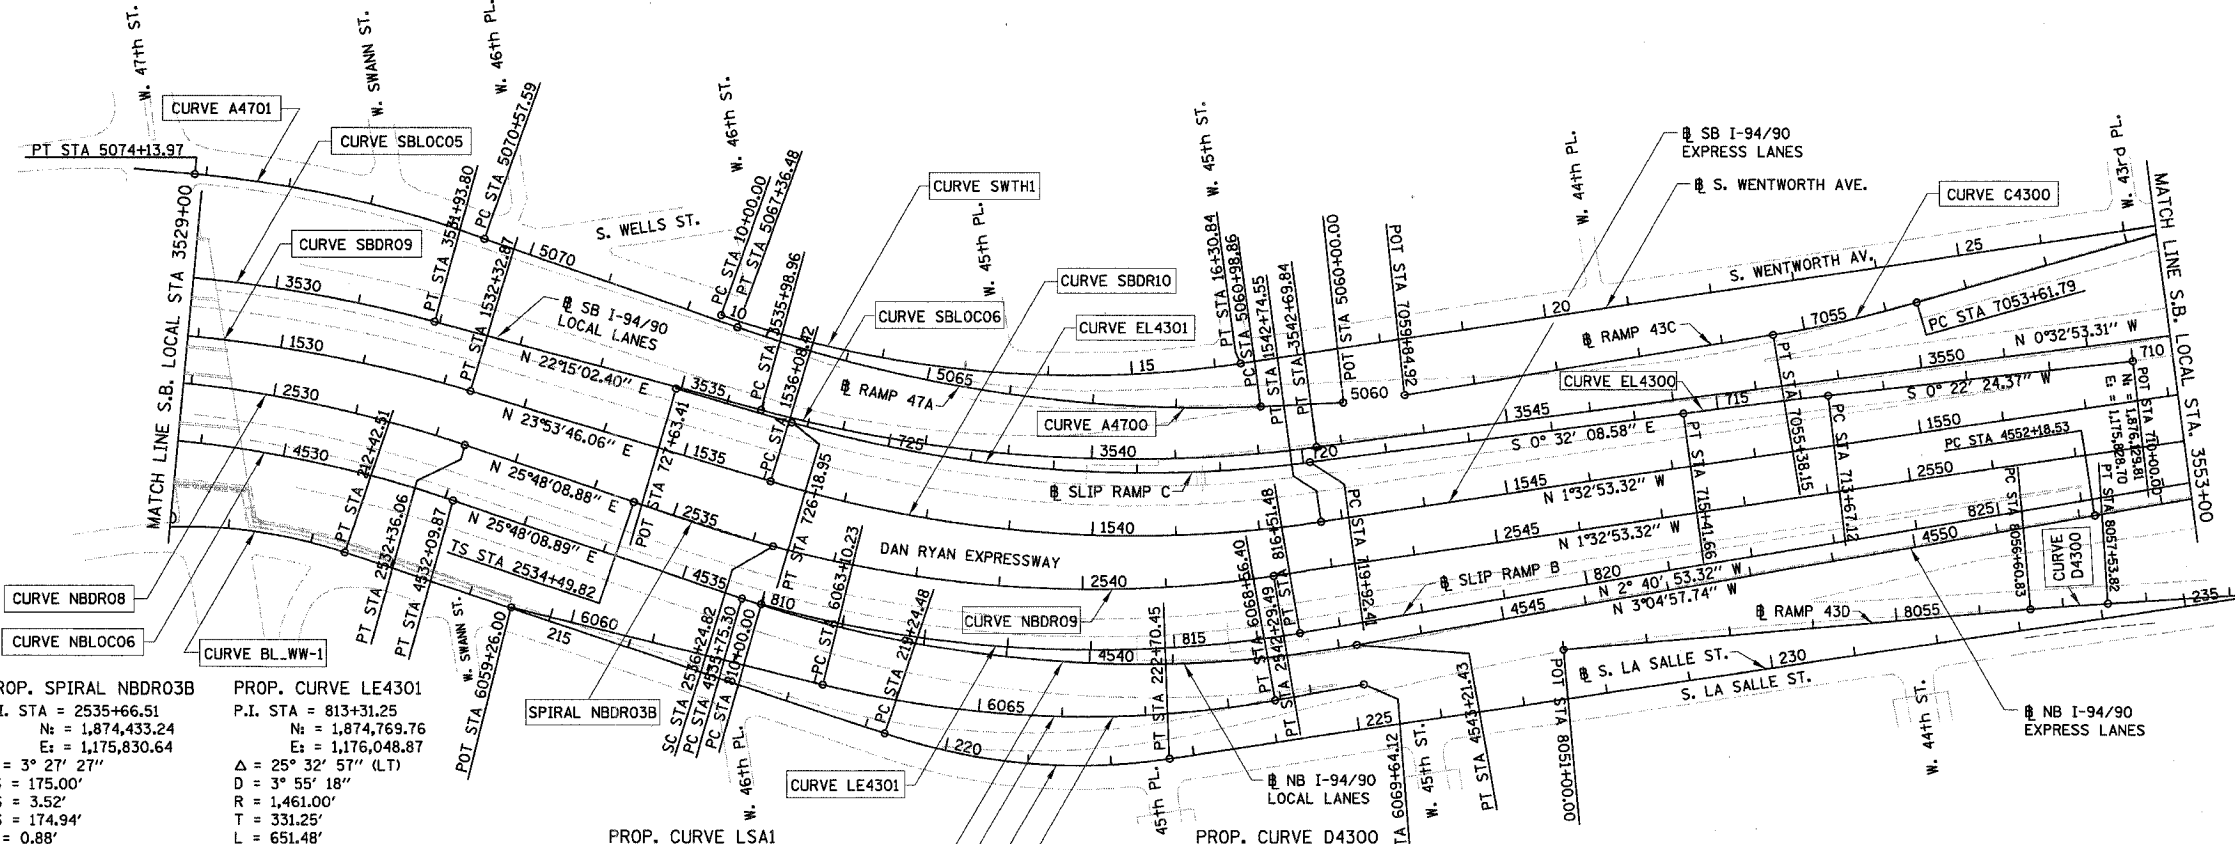 W. 47th ST.
W. SWANN ST.
W. 46th PL.
CURVE A4701
PT STA 5074+13.97
CURVE SBLOC05
PC STA 5070+57.59
PT STA 3531+93.80
MATCH LINE S.B. LOCAL STA 3529+00
CURVE SBDR09
3530
PT STA 1532+32.87
5070
S. WELLS ST.
W. 46th ST.
PC STA 10+00.00
PT STA 5067+36.48
10
SB I-94/90
LOCAL LANES
N 22°15'02.40" E
1530
N 23°53'46.06" E
3535
PC STA 3535+98.96
PC STA 1536+08.42
CURVE SWTH1
W. 45th PL.
CURVE SBDR10
CURVE SBLOC06
CURVE EL4301
5065
RAMP 47A
15
W. 45th ST.
PT STA 16+30.84
PC STA 5060+98.86
PT STA 1542+74.55
PT STA 3542+69.84
POT STA 5060+00.00
POT STA 7059+84.92
5060
CURVE A4700
SB I-94/90
EXPRESS LANES
S. WENTWORTH AVE.
W. 44th PL.
20
S. WENTWORTH AV.
25
CURVE C4300
W. 43rd PL.
MATCH LINE S.B. LOCAL STA. 3553+00
RAMP 43C
7055
PC STA 7053+61.79
3550
N 0°32'53.31" W
710
CURVE EL4300
715
S 0° 22' 24.37" W
POT STA 710+00.00
N: = 1,876,129.81
E: = 1,175,828.70
3545
S 0° 32' 08.58" E
PT STA 7055+38.15
PC STA 713+67.12
PT STA 715+41.66
1550
PC STA 4552+18.53
2550
725
3540
720
SLIP RAMP C
PC STA 719+92.41
1545
N 1°32'53.32" W
2530
4530
PT STA 212+42.51
PT STA 2532+36.06
PT STA 4532+09.87
N 25°48'08.88" E
N 25°48'08.89" E
TS STA 2534+49.82
POT STA 727+63.41
1535
2535
PT STA 726+18.95
1540
DAN RYAN EXPRESSWAY
2545
N 1°32'53.32" W
PC STA 8056+60.83
825
PT STA 8057+53.82
CURVE
D4300
4550
CURVE NBDR08
CURVE NBLOC06
CURVE BL_WW-1
W. SWANN ST.
POT STA 6059+26.00
215
6060
4535
810
PC STA 6063+10.23
PC STA 219+24.48
SC STA 2536+24.82
PC STA 4535+75.30
PC STA 810+00.00
SPIRAL NBDR03B
2540
CURVE NBDR09
PT STA 6068+56.40
PT STA 2542+29.49
PT STA 816+51.48
SLIP RAMP B
820
N 2° 40' 53.32" W
4545
N 3°04'57.74" W
RAMP 43D
8055
235
815
4540
PT STA 222+70.45
6065
220
225
POT STA 8051+00.00
S. LA SALLE ST.
230
S. LA SALLE ST.
NB I-94/90
EXPRESS LANES
W. 44th ST.
CURVE LE4301
W. 46th PL.
45th PL.
NB I-94/90
LOCAL LANES
W. 45th ST.
PT STA 4543+21.43
TA 6069+64.12
ROP. SPIRAL NBDR03B
I. STA = 2535+66.51
N: = 1,874,433.24
E: = 1,175,830.64
= 3° 27' 27"
= 175.00'
= 3.52'
= 174.94'
= 0.88'
PROP. CURVE LE4301
P.I. STA = 813+31.25
N: = 1,874,769.76
E: = 1,176,048.87
Δ = 25° 32' 57" (LT)
D = 3° 55' 18"
R = 1,461.00'
T = 331.25'
L = 651.48'
PROP. CURVE LSA1
PROP. CURVE D4300